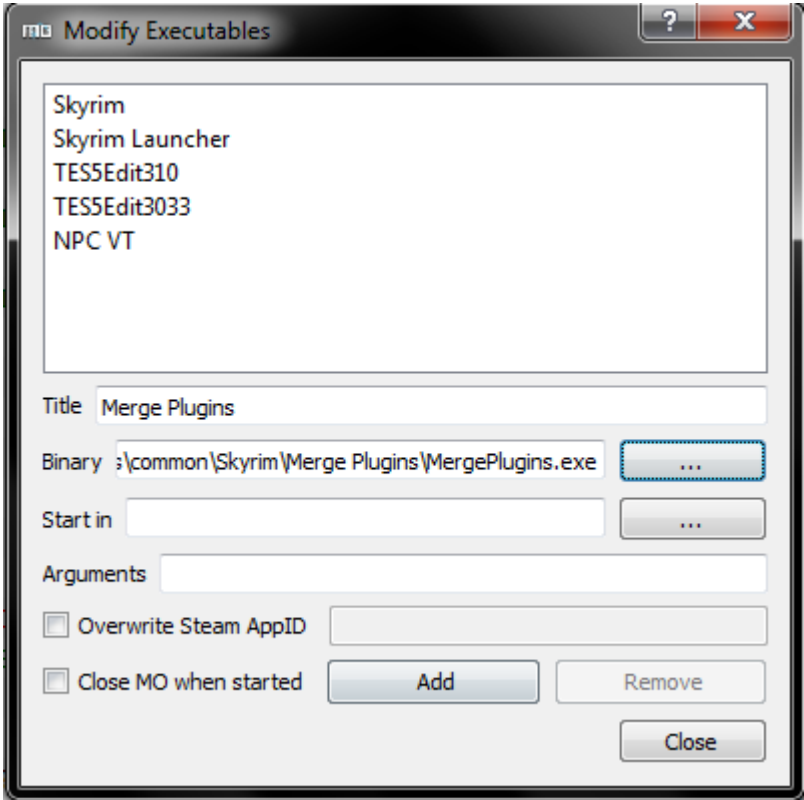 Modify Executables
?
X
Skyrim
Skyrim Launcher
TES5Edit310
TES5Edit3033
NPC VT
Title Merge Plugins
Binary s\common\Skyrim\Merge Plugins\MergePlugins.exe ...
Start in ...
Arguments
Overwrite Steam AppID
Close MO when started Add Remove
Close